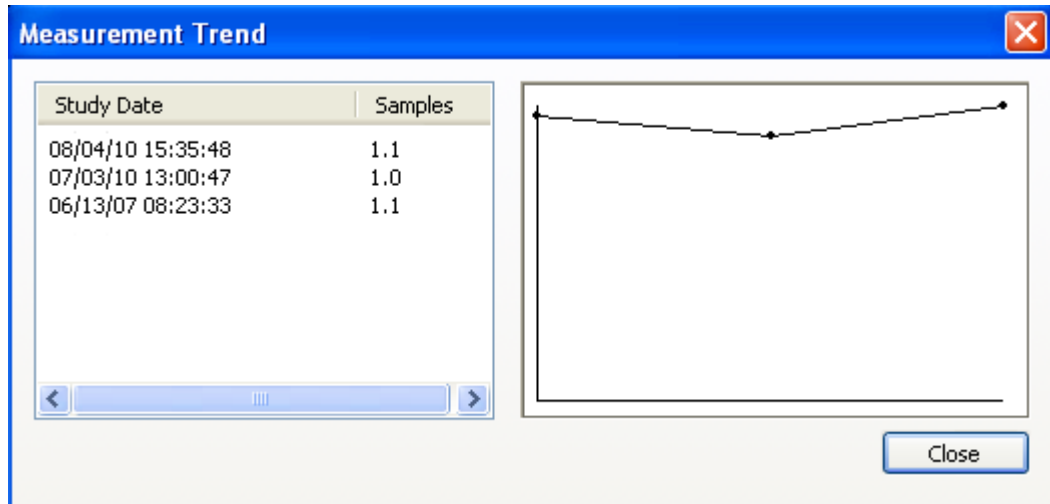 Measurement Trend
Study Date Samples
08/04/10 15:35:48 1.1
07/03/10 13:00:47 1.0
06/13/07 08:23:33 1.1
Close